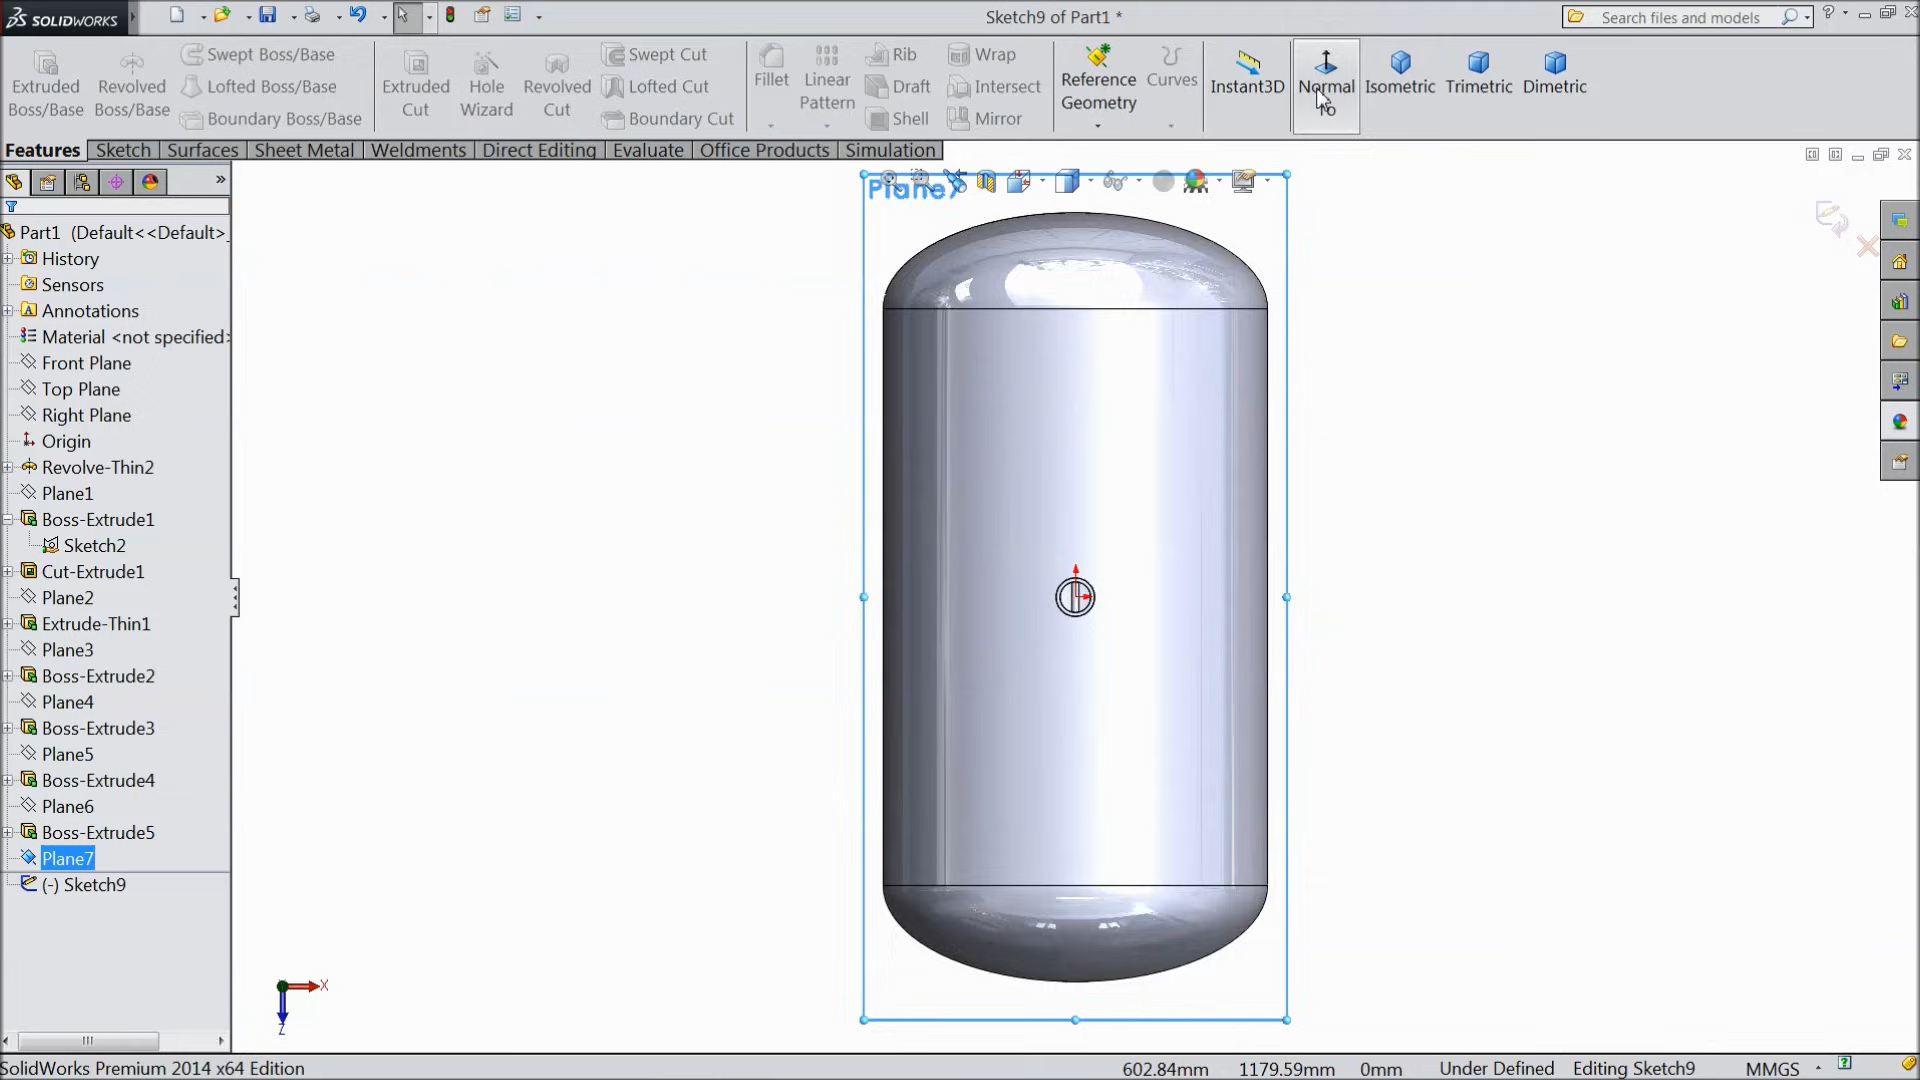 SOLIDWORKS
Sketch9 of Part1 *
Search files and models
Extruded Boss/Base
Revolved Boss/Base
Swept Boss/Base
Lofted Boss/Base
Boundary Boss/Base
Extruded Cut
Hole Wizard
Revolved Cut
Swept Cut
Lofted Cut
Boundary Cut
Fillet
Linear Pattern
Rib
Draft
Shell
Wrap
Intersect
Mirror
Reference Geometry
Curves
Instant3D
Normal To
Isometric
Trimetric
Dimetric
Features
Sketch
Surfaces
Sheet Metal
Weldments
Direct Editing
Evaluate
Office Products
Simulation
Plane7
Part1 (Default<<Default>_
History
Sensors
Annotations
Material <not specified>
Front Plane
Top Plane
Right Plane
Origin
Revolve-Thin2
Plane1
Boss-Extrude1
Sketch2
Cut-Extrude1
Plane2
Extrude-Thin1
Plane3
Boss-Extrude2
Plane4
Boss-Extrude3
Plane5
Boss-Extrude4
Plane6
Boss-Extrude5
Plane7
(-) Sketch9
X
Z
SolidWorks Premium 2014 x64 Edition
602.84mm
1179.59mm
0mm
Under Defined
Editing Sketch9
MMGS